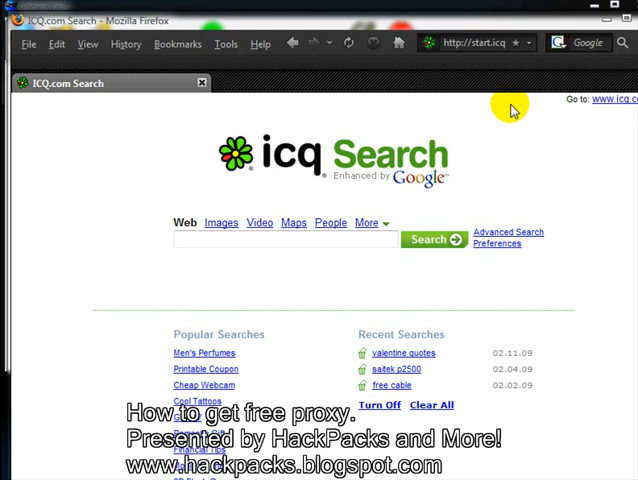 ICQ.com Search - Mozilla Firefox
File Edit View History Bookmarks Tools Help http://start.icq Google
ICQ.com Search
Go to: www.icq.c
icq Search
Enhanced by Google
Web Images Video Maps People More
Search
Advanced Search
Preferences
Popular Searches
Men's Perfumes
Printable Coupon
Cheap Webcam
Cool Tattoos
Financial Tips
Recent Searches
valentine quotes 02.11.09
saitek p2500 02.04.09
free cable 02.02.09
Turn Off Clear All
How to get free proxy.
Presented by HackPacks and More!
www.hackpacks.blogspot.com